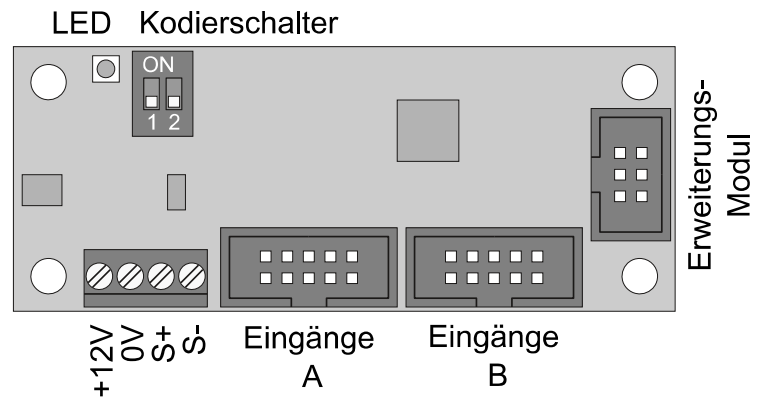 LED Kodierschalter
ON
1 2
Erweiterungs-
Modul
+12V
0V
S+
S-
Eingänge
A
Eingänge
B